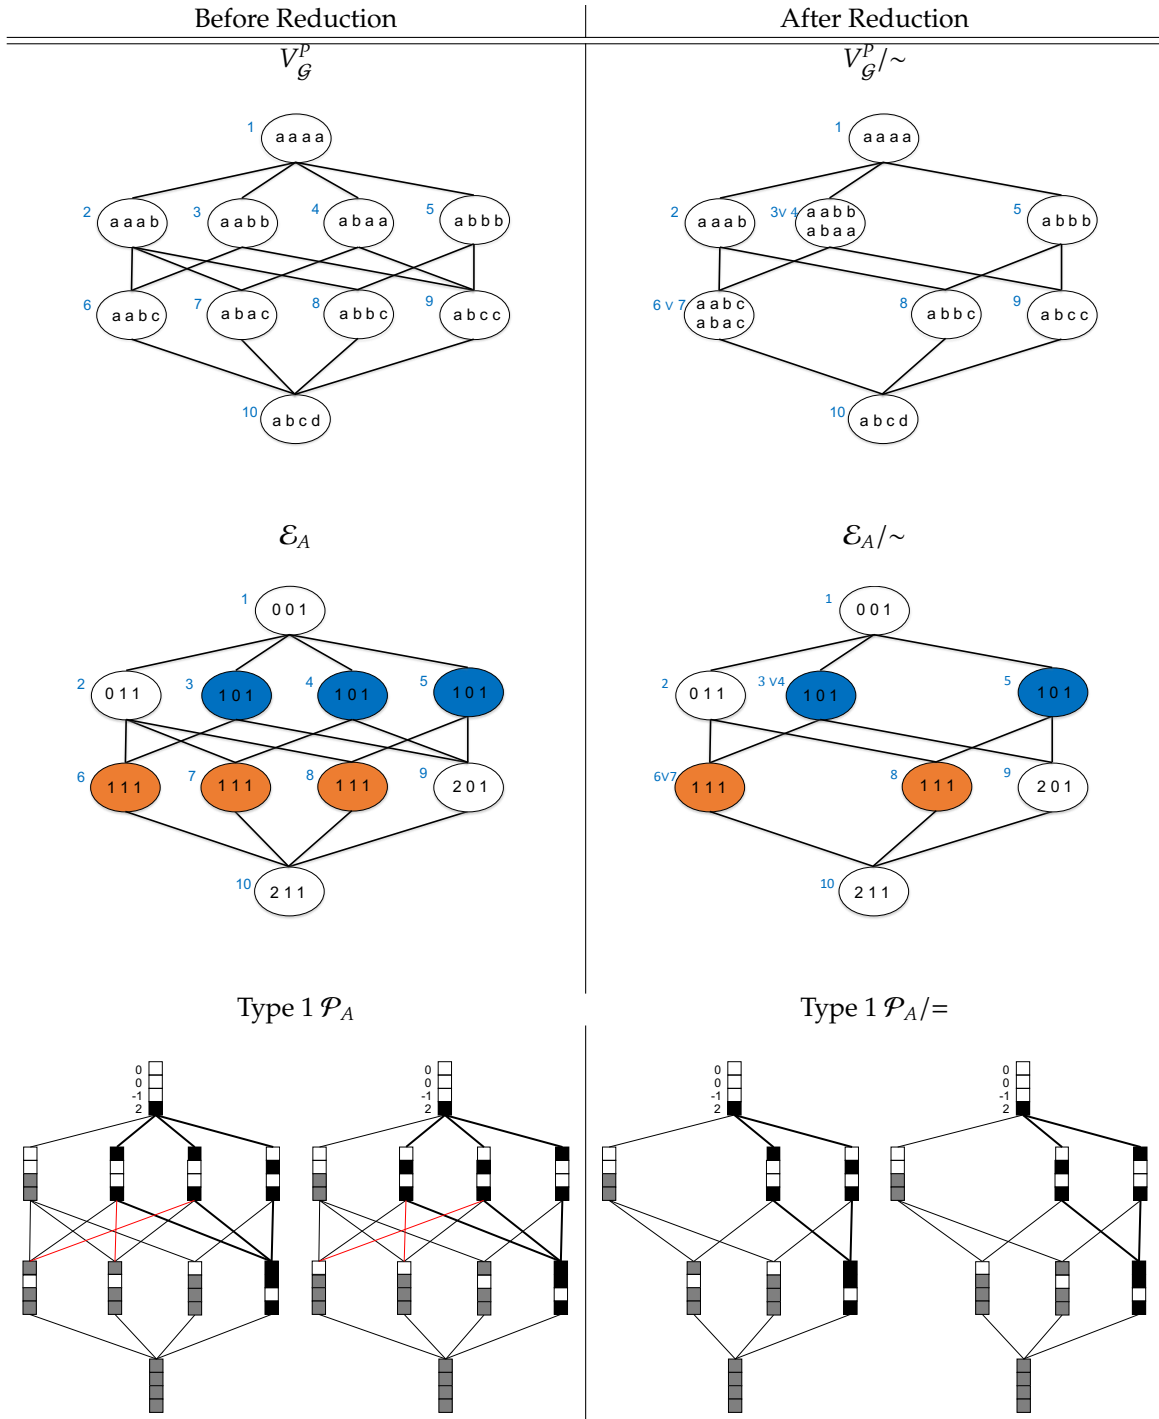 Before Reduction After Reduction
V_𝒢^P V_𝒢^P/∼
1 a a a a 1 a a a a
2 a a a b 3 a a b b 4 a b a a 5 a b b b 2 a a a b 3∨4 a a b b 5 a b b b
a b a a
6 a a b c 7 a b a c 8 a b b c 9 a b c c 6 ∨ 7 a a b c 8 a b b c 9 a b c c
a b a c
10 a b c d 10 a b c d
ℰ_A ℰ_A/∼
1 0 0 1 1 0 0 1
2 0 1 1 3 1 0 1 4 1 0 1 5 1 0 1 2 0 1 1 3 ∨4 1 0 1 5 1 0 1
6 1 1 1 7 1 1 1 8 1 1 1 9 2 0 1 6∨7 1 1 1 8 1 1 1 9 2 0 1
10 2 1 1 10 2 1 1
Type 1 𝒫_A Type 1 𝒫_A/=
0 0 0 0
0 0 0 0
-1 -1 -1 -1
2 2 2 2